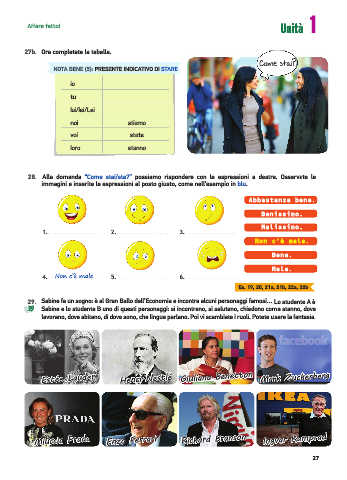 Affare fatto!
Unità 1
27b. Ora completate la tabella.
NOTA BENE (5): PRESENTE INDICATIVO DI STARE
io
tu
lui/lei/Lei
noi stiamo
voi state
loro stanno
Come stai?
28. Alla domanda "Come stai/sta?" possiamo rispondere con le espressioni a destra. Osservate le
immagini e inserite le espressioni al posto giusto, come nell'esempio in blu.
1.
2.
3.
4. Non c'è male
5.
6.
Abbastanza bene.
Benissimo.
Malissimo.
Non c'è male.
Bene.
Male.
Es. 19, 20, 21a, 21b, 22a, 22b
29. Sabine fa un sogno: è al Gran Ballo dell'Economia e incontra alcuni personaggi famosi... Lo studente A è
Sabine e lo studente B uno di questi personaggi: si incontrano, si salutano, chiedono come stanno, dove
lavorano, dove abitano, di dove sono, che lingue parlano. Poi vi scambiate i ruoli. Potete usare la fantasia.
Estée Lauder
Henri Nestlé
Giuliana Benetton
facebook
Mark Zuckerberg
PRADA
Miuccia Prada
Enzo Ferrari
Richard Branson
IKEA
Ingvar Kamprad
27